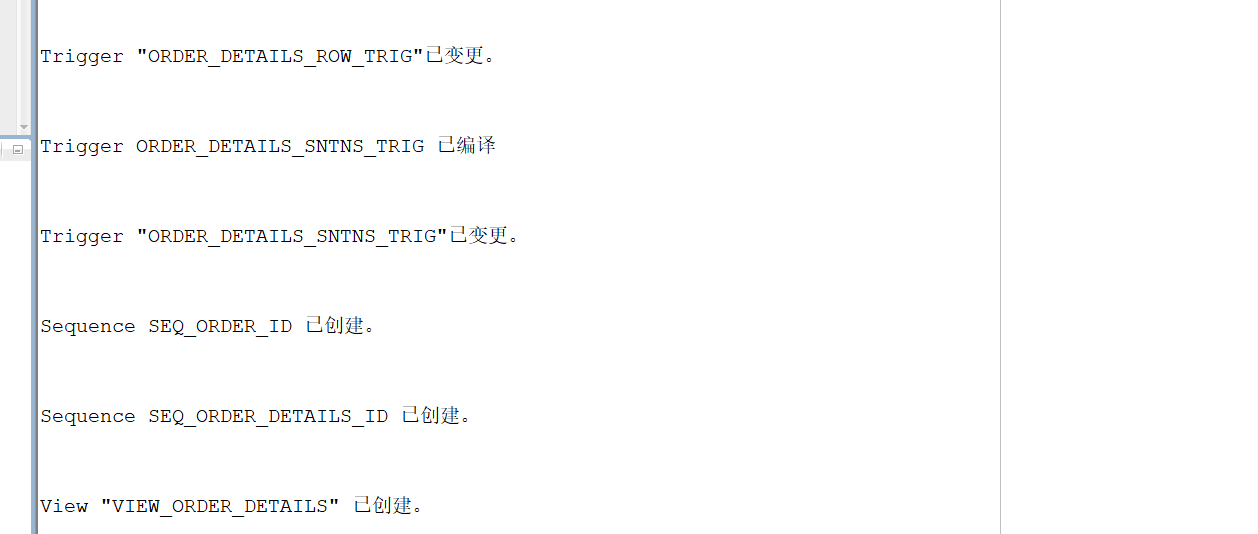 Trigger "ORDER_DETAILS_ROW_TRIG"已变更。
Trigger ORDER_DETAILS_SNTNS_TRIG 已编译
Trigger "ORDER_DETAILS_SNTNS_TRIG"已变更。
Sequence SEQ_ORDER_ID 已创建。
Sequence SEQ_ORDER_DETAILS_ID 已创建。
View "VIEW_ORDER_DETAILS" 已创建。